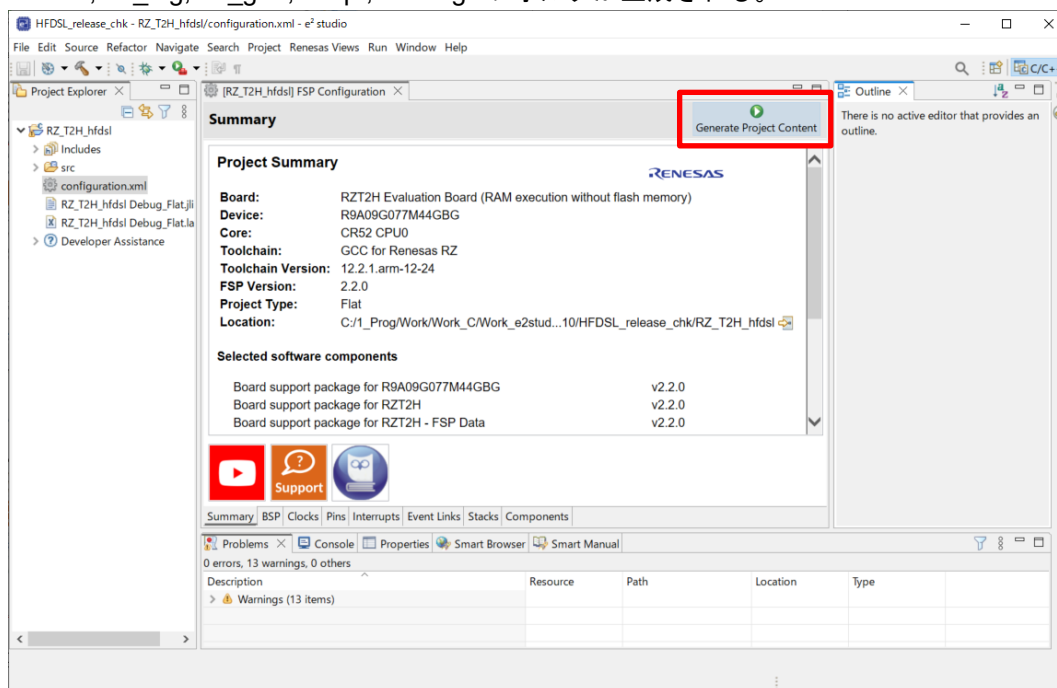 HFDSL_release_chk - RZ_T2H_hfdsl/configuration.xml - e² studio
File Edit Source Refactor Navigate Search Project Renesas Views Run Window Help
C/C+
Project Explorer
[RZ_T2H_hfdsl] FSP Configuration
Outline
RZ_T2H_hfdsl
Includes
src
configuration.xml
RZ_T2H_hfdsl Debug_Flat.jli
RZ_T2H_hfdsl Debug_Flat.la
Developer Assistance
Summary
Generate Project Content
There is no active editor that provides an
outline.
Project Summary
RENESAS
Board: RZT2H Evaluation Board (RAM execution without flash memory)
Device: R9A09G077M44GBG
Core: CR52 CPU0
Toolchain: GCC for Renesas RZ
Toolchain Version: 12.2.1.arm-12-24
FSP Version: 2.2.0
Project Type: Flat
Location: C:/1_Prog/Work/Work_C/Work_e2stud...10/HFDSL_release_chk/RZ_T2H_hfdsl
Selected software components
Board support package for R9A09G077M44GBG v2.2.0
Board support package for RZT2H v2.2.0
Board support package for RZT2H - FSP Data v2.2.0
Support
Summary BSP Clocks Pins Interrupts Event Links Stacks Components
Problems Console Properties Smart Browser Smart Manual
0 errors, 13 warnings, 0 others
Description Resource Path Location Type
Warnings (13 items)